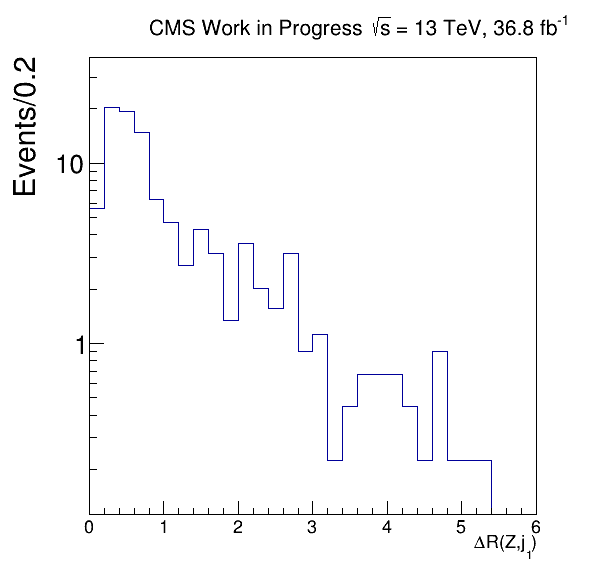 CMS Work in Progress √s = 13 TeV, 36.8 fb⁻¹
Events/0.2
10
1
0 1 2 3 4 5 6
ΔR(Z,j₁)